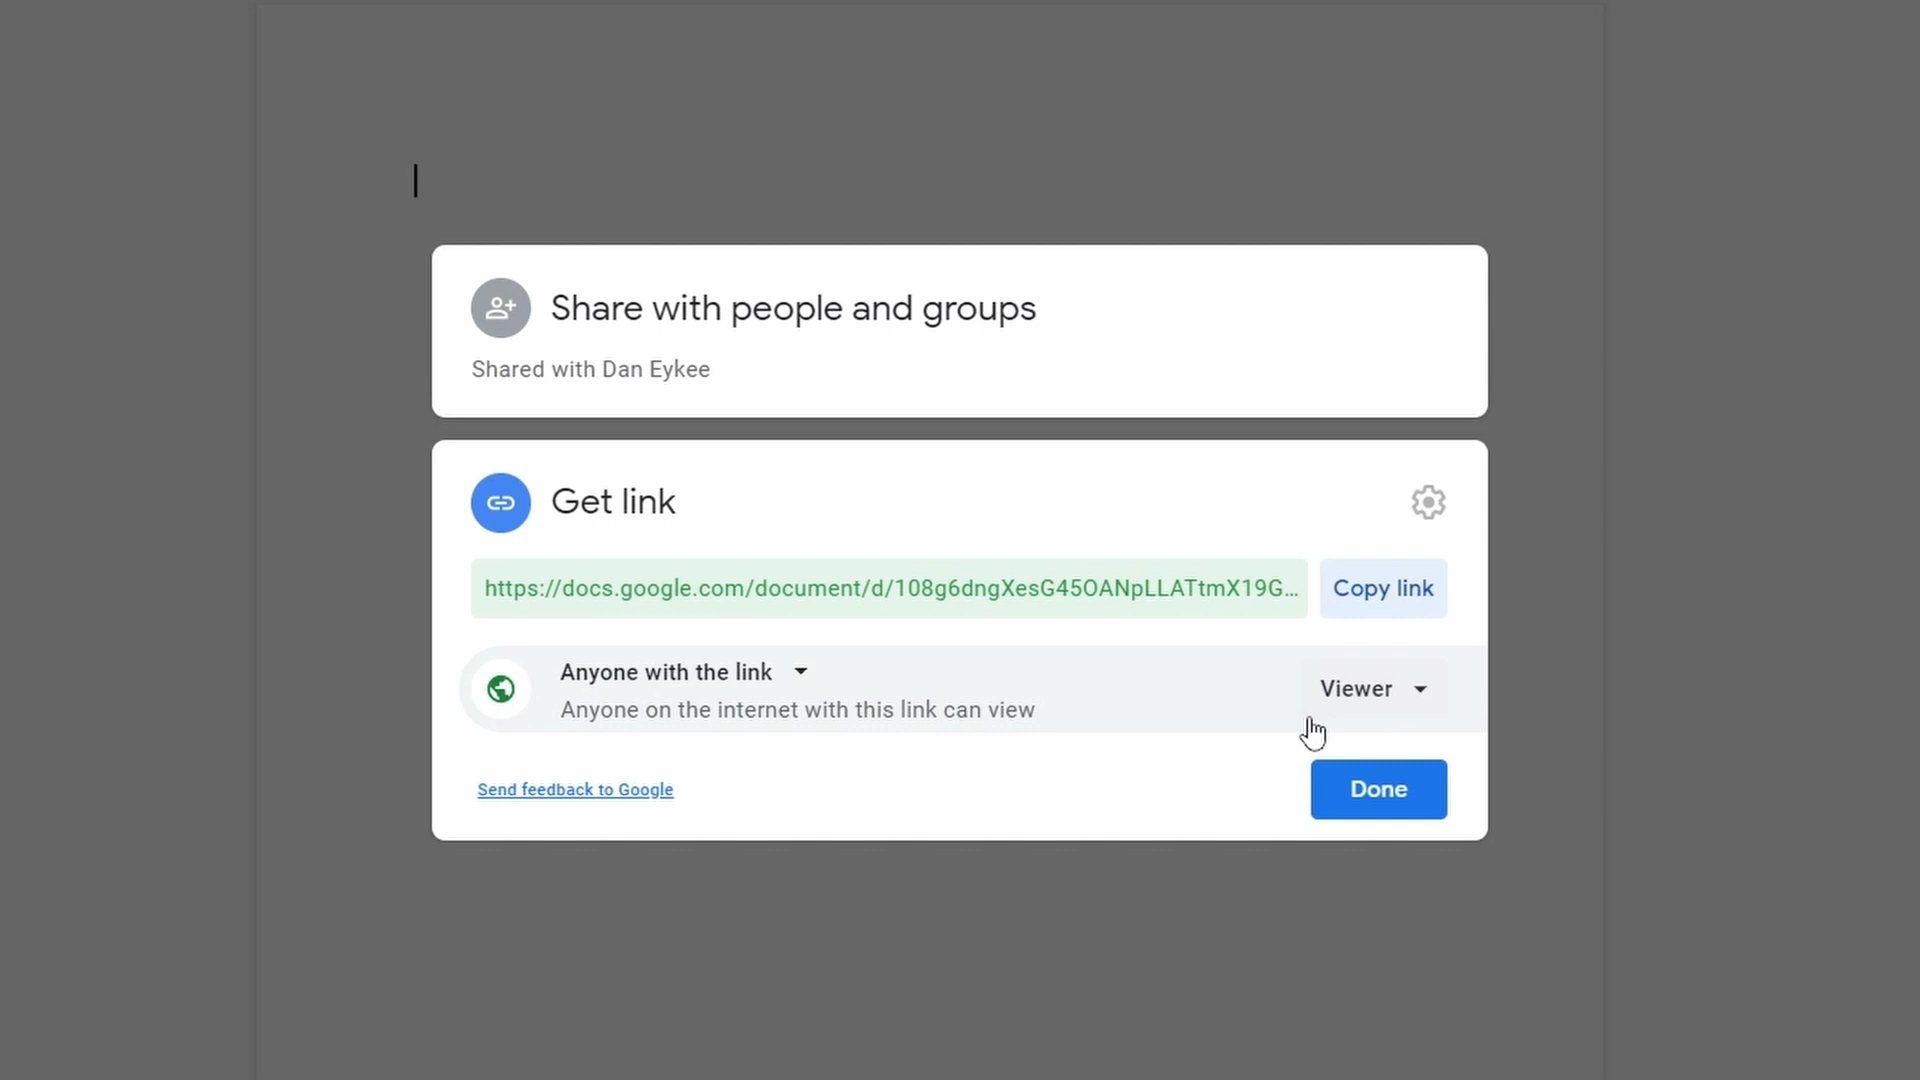 Share with people and groups
Shared with Dan Eykee
Get link
https://docs.google.com/document/d/108g6dngXesG45OANpLLATtmX19G...
Copy link
Anyone with the link
Anyone on the internet with this link can view
Viewer
Send feedback to Google
Done